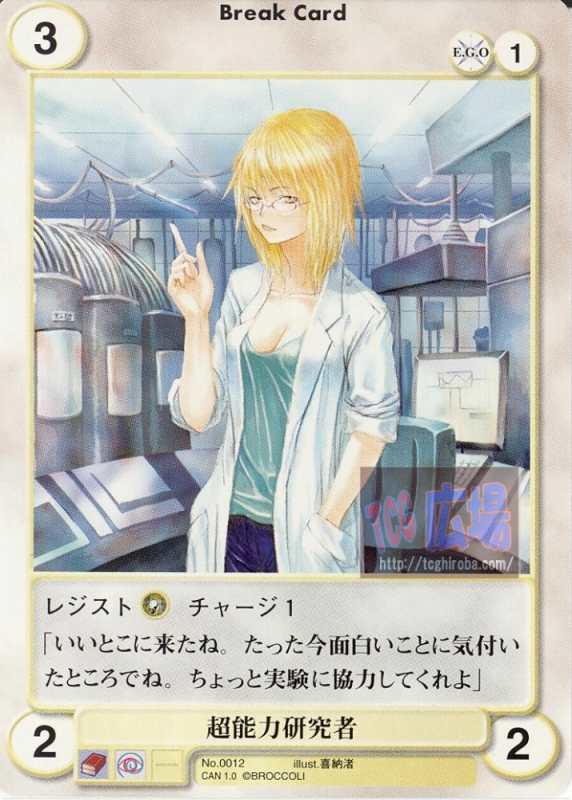 Break Card
3
E.G.O
1
TCG 広場
http://tcghiroba.com/
レジスト チャージ1
「いいとこに来たね。たった今面白いことに気付い
たところでね。ちょっと実験に協力してくれよ」
超能力研究者
2
2
No.0012 illust.喜納渚
CAN 1.0 ©BROCCOLI